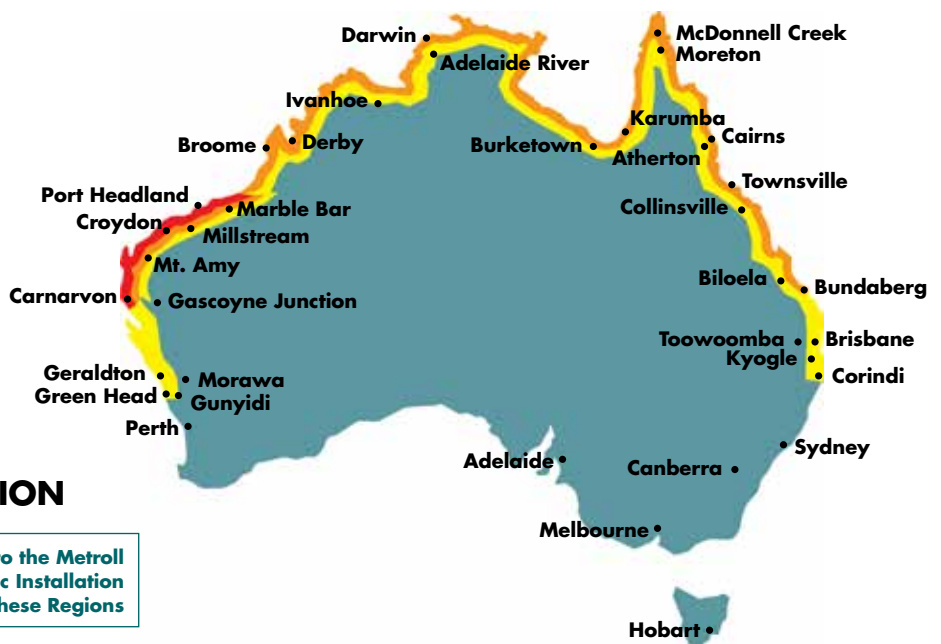 Darwin
McDonnell Creek
Moreton
Adelaide River
Ivanhoe
Karumba
Cairns
Broome
Derby
Burketown
Atherton
Port Headland
Marble Bar
Townsville
Croydon
Millstream
Collinsville
Mt. Amy
Biloela
Carnarvon
Gascoyne Junction
Bundaberg
Toowoomba
Brisbane
Kyogle
Geraldton
Morawa
Corindi
Green Head
Gunyidi
Perth
Sydney
Adelaide
Canberra
ION
Melbourne
o the Metroll
c Installation
hese Regions
Hobart